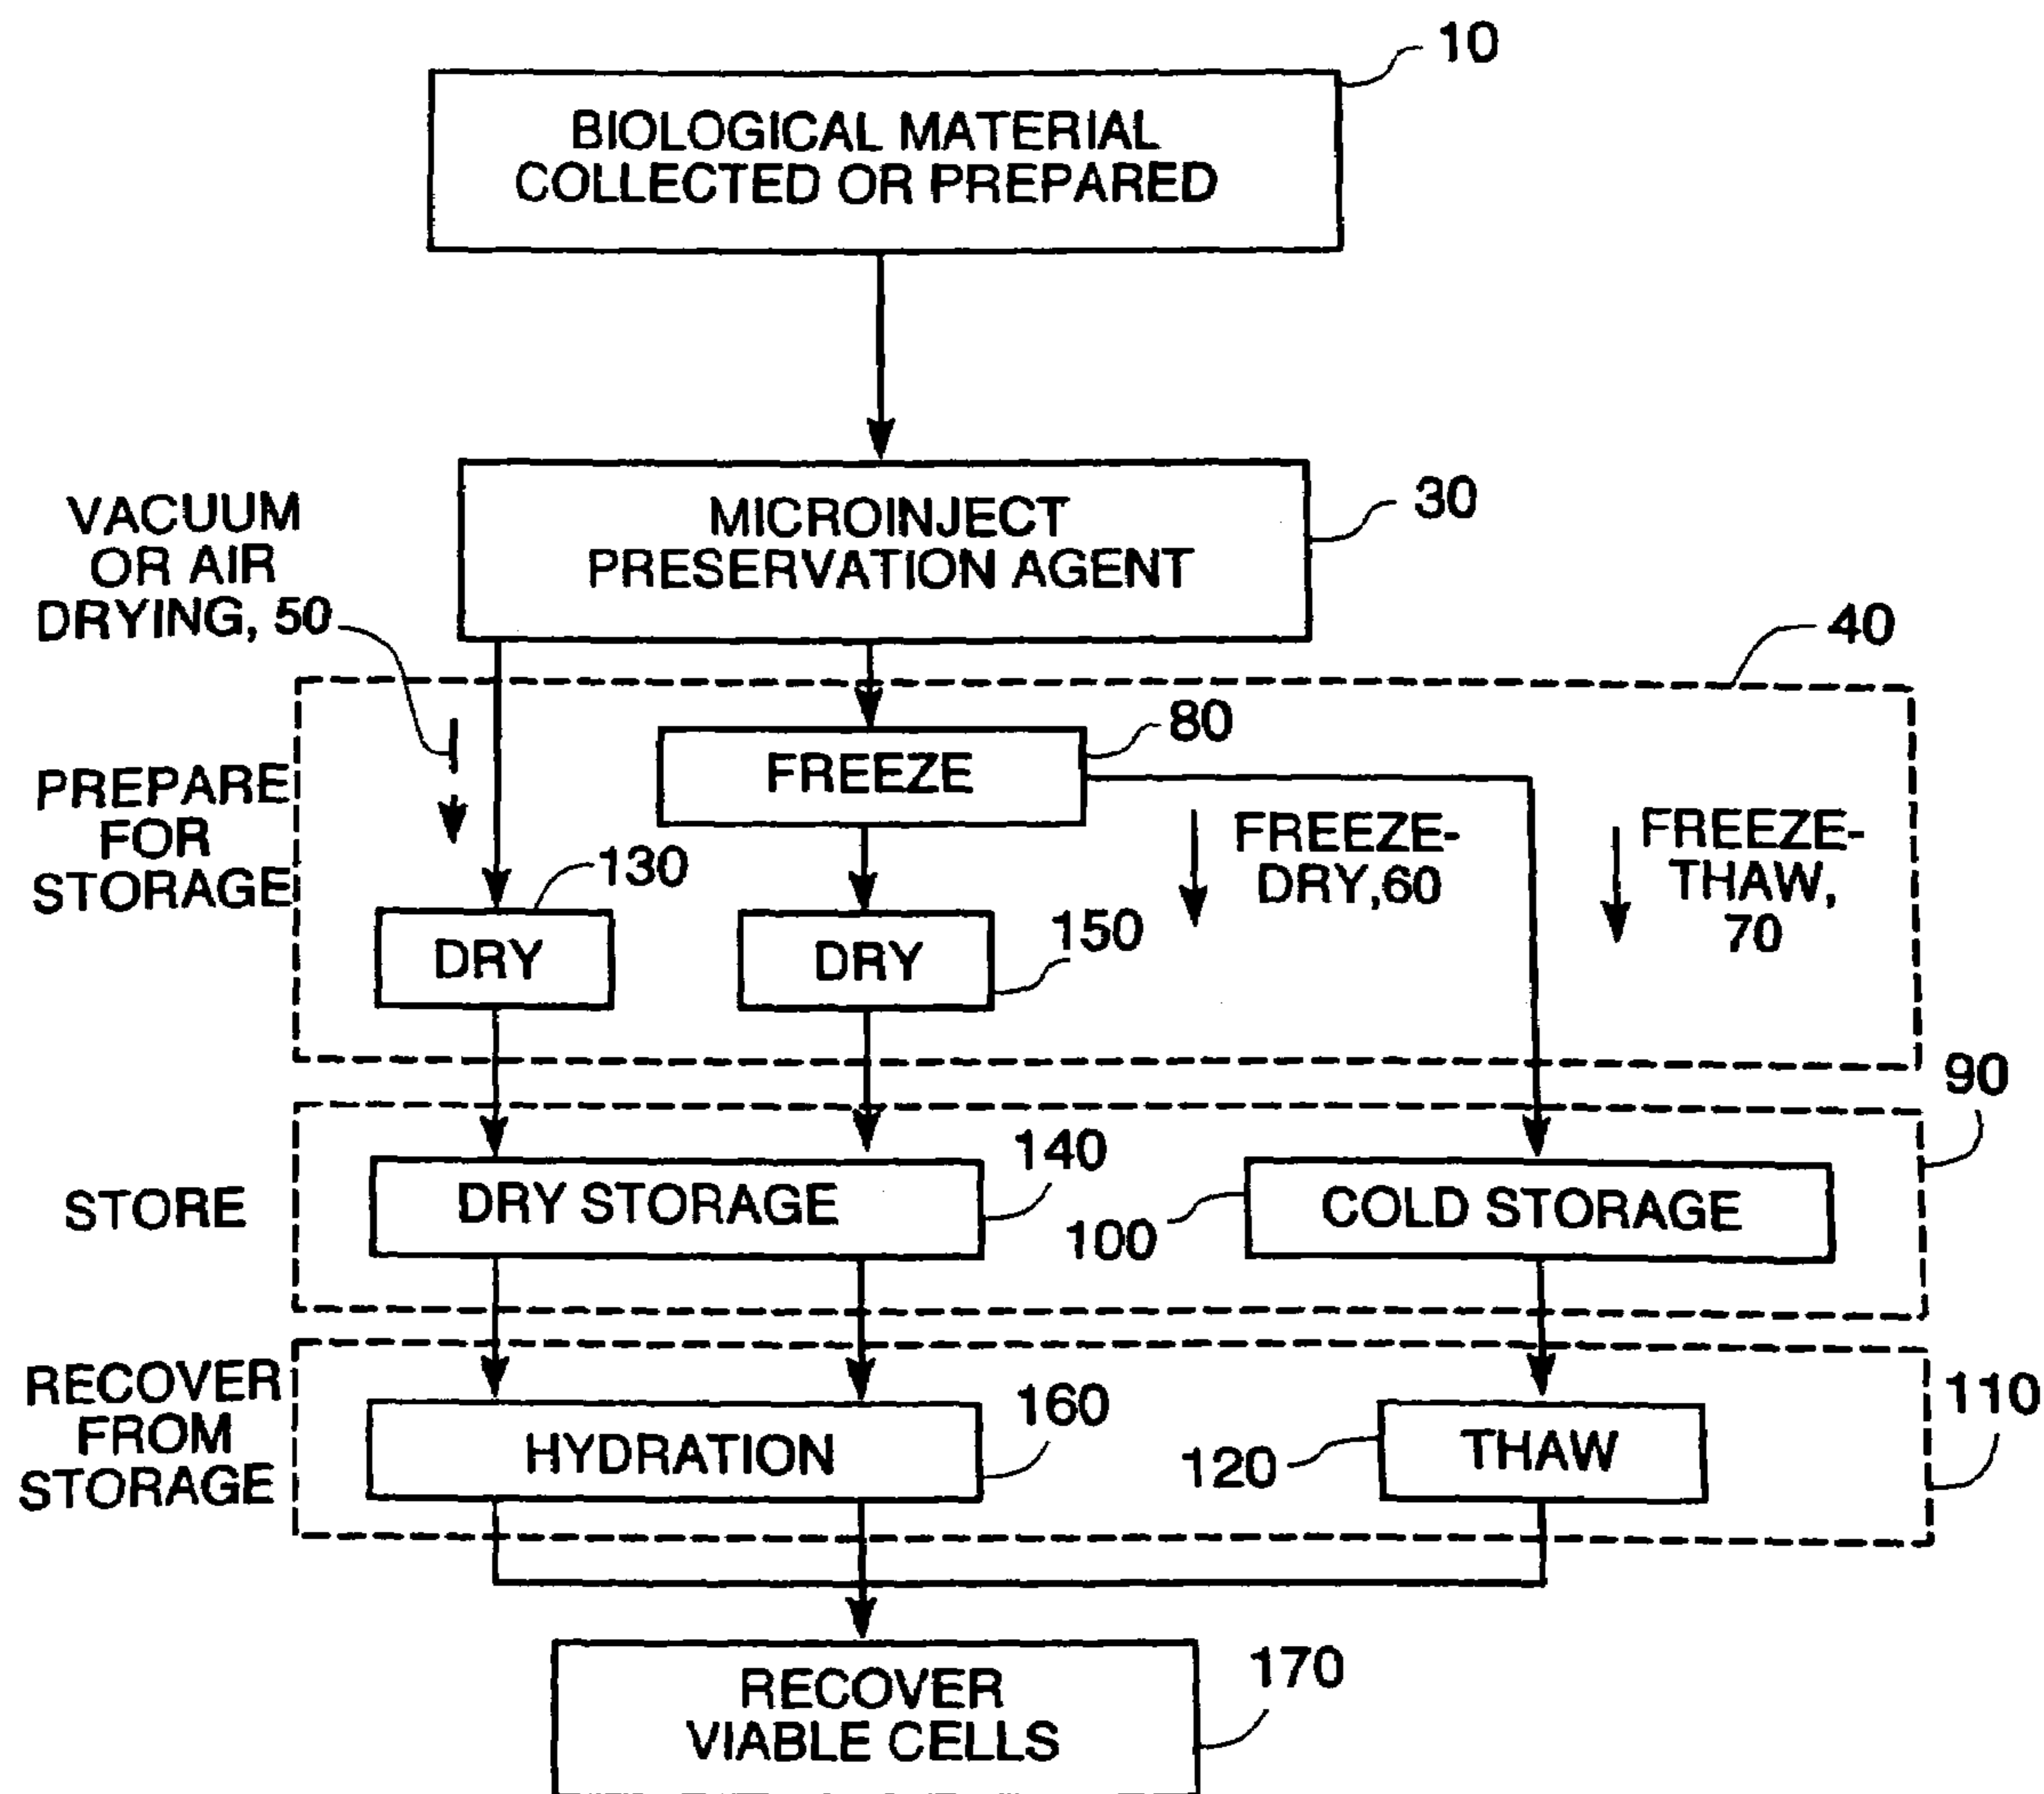 10
BIOLOGICAL MATERIAL
COLLECTED OR PREPARED
30
MICROINJECT
PRESERVATION AGENT
VACUUM
OR AIR
DRYING, 50
40
PREPARE
FOR
STORAGE
80
FREEZE
FREEZE-
DRY,60
FREEZE-
THAW,
70
130
DRY
150
DRY
90
STORE
140
DRY STORAGE
100
COLD STORAGE
RECOVER
FROM
STORAGE
110
160
HYDRATION
120
THAW
170
RECOVER
VIABLE CELLS